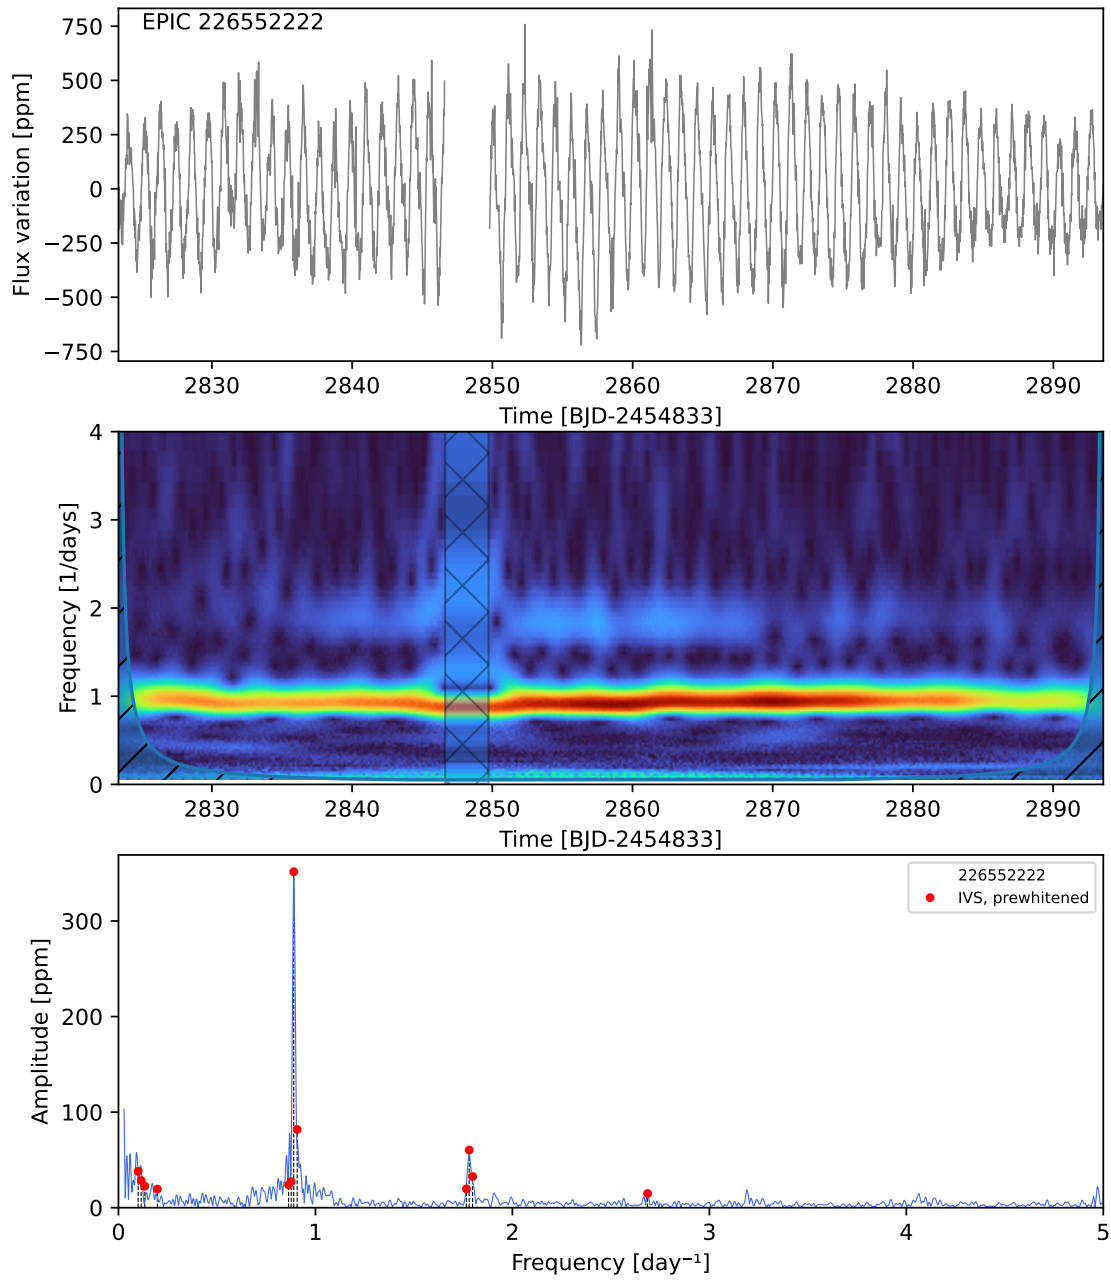 EPIC 226552222
750
500
250
0
−250
−500
−750
Flux variation [ppm]
2830 2840 2850 2860 2870 2880 2890
Time [BJD-2454833]
4
3
2
1
0
Frequency [1/days]
2830 2840 2850 2860 2870 2880 2890
Time [BJD-2454833]
226552222
IVS, prewhitened
300
200
100
0
Amplitude [ppm]
0 1 2 3 4 5
Frequency [day⁻¹]